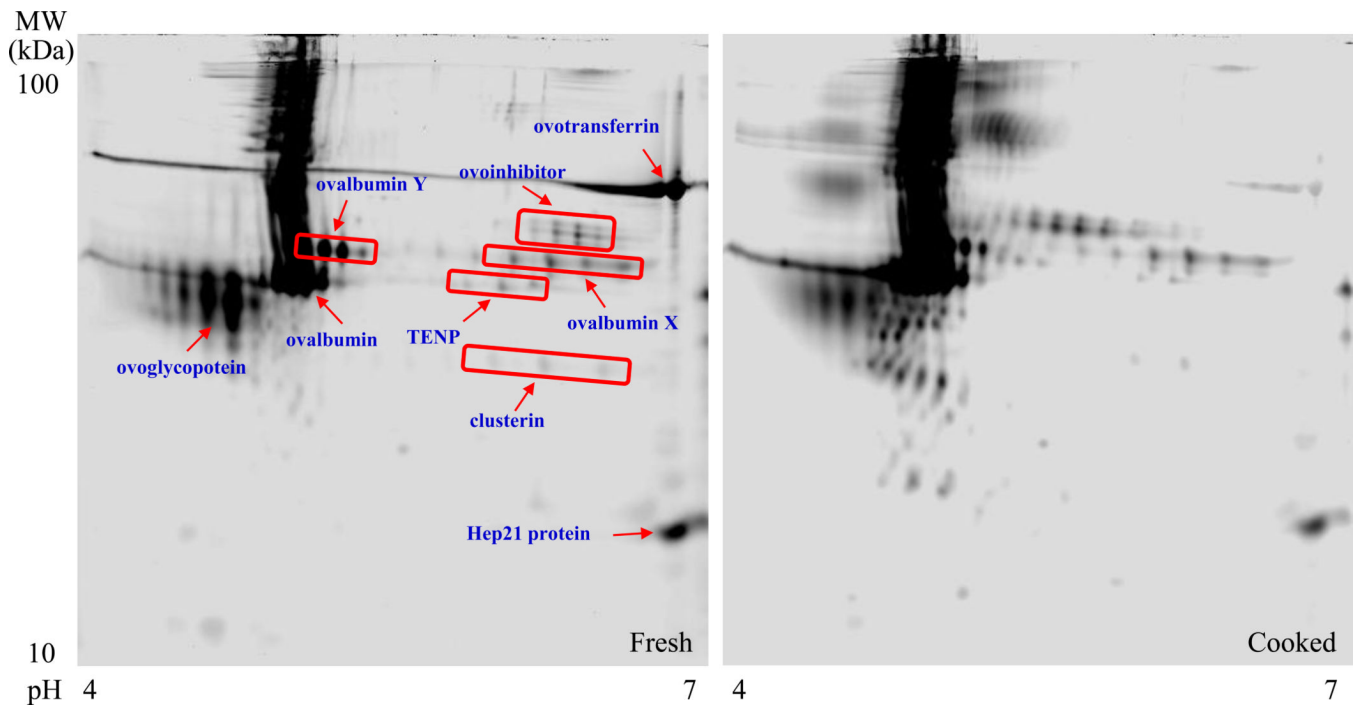 MW
(kDa)
100
ovotransferrin
ovoinhibitor
ovalbumin Y
ovalbumin X
TENP
ovalbumin
ovoglycopotein
clusterin
Hep21 protein
10
Fresh
Cooked
pH 4 7 4 7